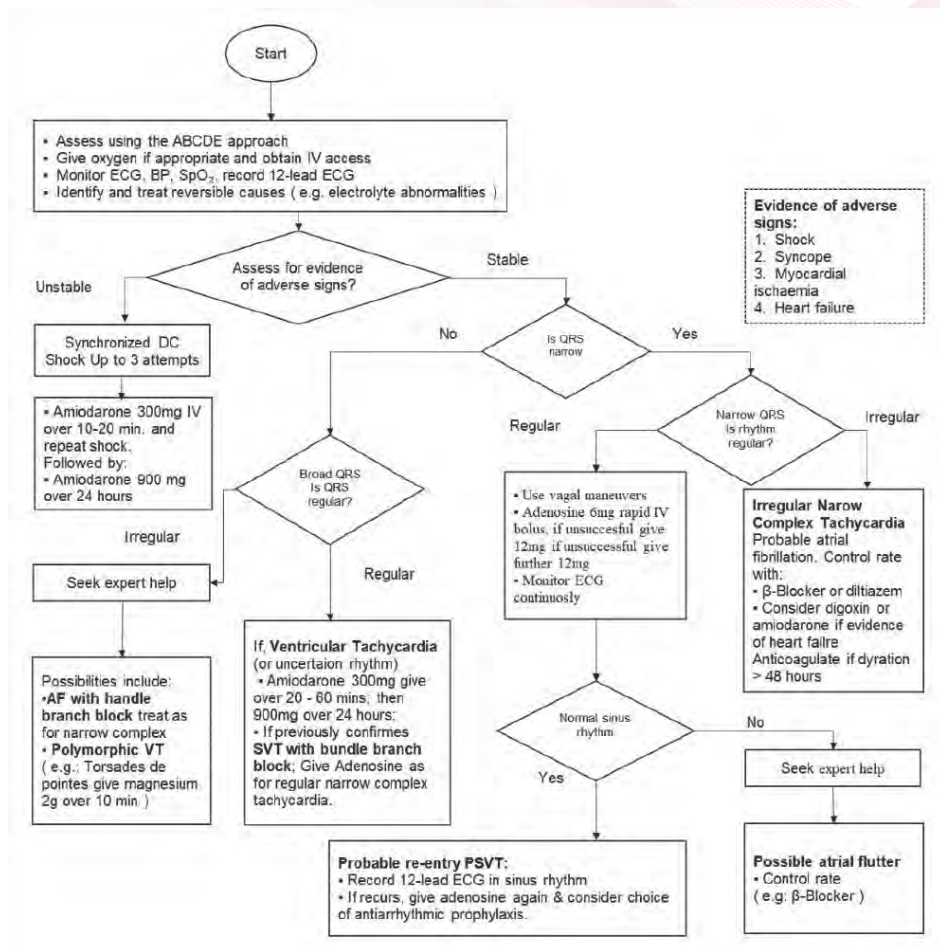 Start
• Assess using the ABCDE approach
• Give oxygen if appropriate and obtain IV access
• Monitor ECG, BP, SpO₂, record 12-lead ECG
• Identify and treat reversible causes ( e.g. electrolyte abnormalities )
Evidence of adverse
signs:
1. Shock
2. Syncope
3. Myocardial
ischaemia
4. Heart failure
Assess for evidence
of adverse signs?
Unstable
Stable
Synchronized DC
Shock Up to 3 attempts
• Amiodarone 300mg IV
over 10-20 min. and
repeat shock.
Followed by:
• Amiodarone 900 mg
over 24 hours
Is QRS
narrow
No
Yes
Broad QRS
Is QRS
regular?
Irregular
Regular
Seek expert help
Possibilities include:
•AF with handle
branch block treat as
for narrow complex
• Polymorphic VT
( e.g.: Torsades de
pointes give magnesium
2g over 10 min )
If, Ventricular Tachycardia
(or uncertaion rhythm)
• Amiodarone 300mg give
over 20 - 60 mins; then
900mg over 24 hours;
• If previously confirmes
SVT with bundle branch
block; Give Adenosine as
for regular narrow complex
tachycardia.
Narrow QRS
Is rhythm
regular?
Regular
Irregular
• Use vagal maneuvers
• Adenosine 6mg rapid IV
bolus, if unsuccesful give
12mg if unsuccessful give
further 12mg
• Monitor ECG
continuosly
Irregular Narow
Complex Tachycardia
Probable atrial
fibrillation. Control rate
with:
• β-Blocker or diltiazem
• Consider digoxin or
amiodarone if evidence
of heart failre
Anticoagulate if dyration
> 48 hours
Normal sinus
rhythm
Yes
No
Probable re-entry PSVT:
• Record 12-lead ECG in sinus rhythm
• If recurs, give adenosine again & consider choice
of antiarrhythmic prophylaxis.
Seek expert help
Possible atrial flutter
• Control rate
( e.g: β-Blocker )